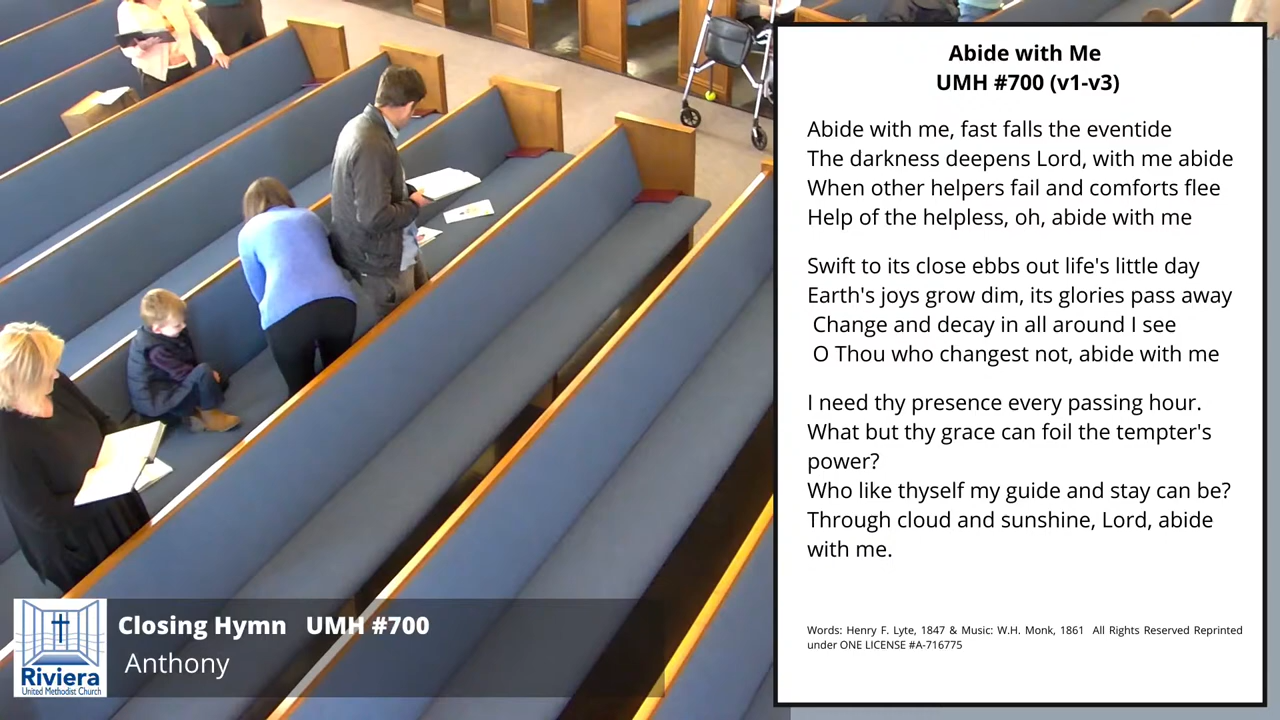 Abide with Me
UMH #700 (v1-v3)
Abide with me, fast falls the eventide
The darkness deepens Lord, with me abide
When other helpers fail and comforts flee
Help of the helpless, oh, abide with me
Swift to its close ebbs out life's little day
Earth's joys grow dim, its glories pass away
Change and decay in all around I see
O Thou who changest not, abide with me
I need thy presence every passing hour.
What but thy grace can foil the tempter's
power?
Who like thyself my guide and stay can be?
Through cloud and sunshine, Lord, abide
with me.
Words: Henry F. Lyte, 1847 & Music: W.H. Monk, 1861 All Rights Reserved Reprinted
under ONE LICENSE #A-716775
Closing Hymn UMH #700
Anthony
Riviera
United Methodist Church